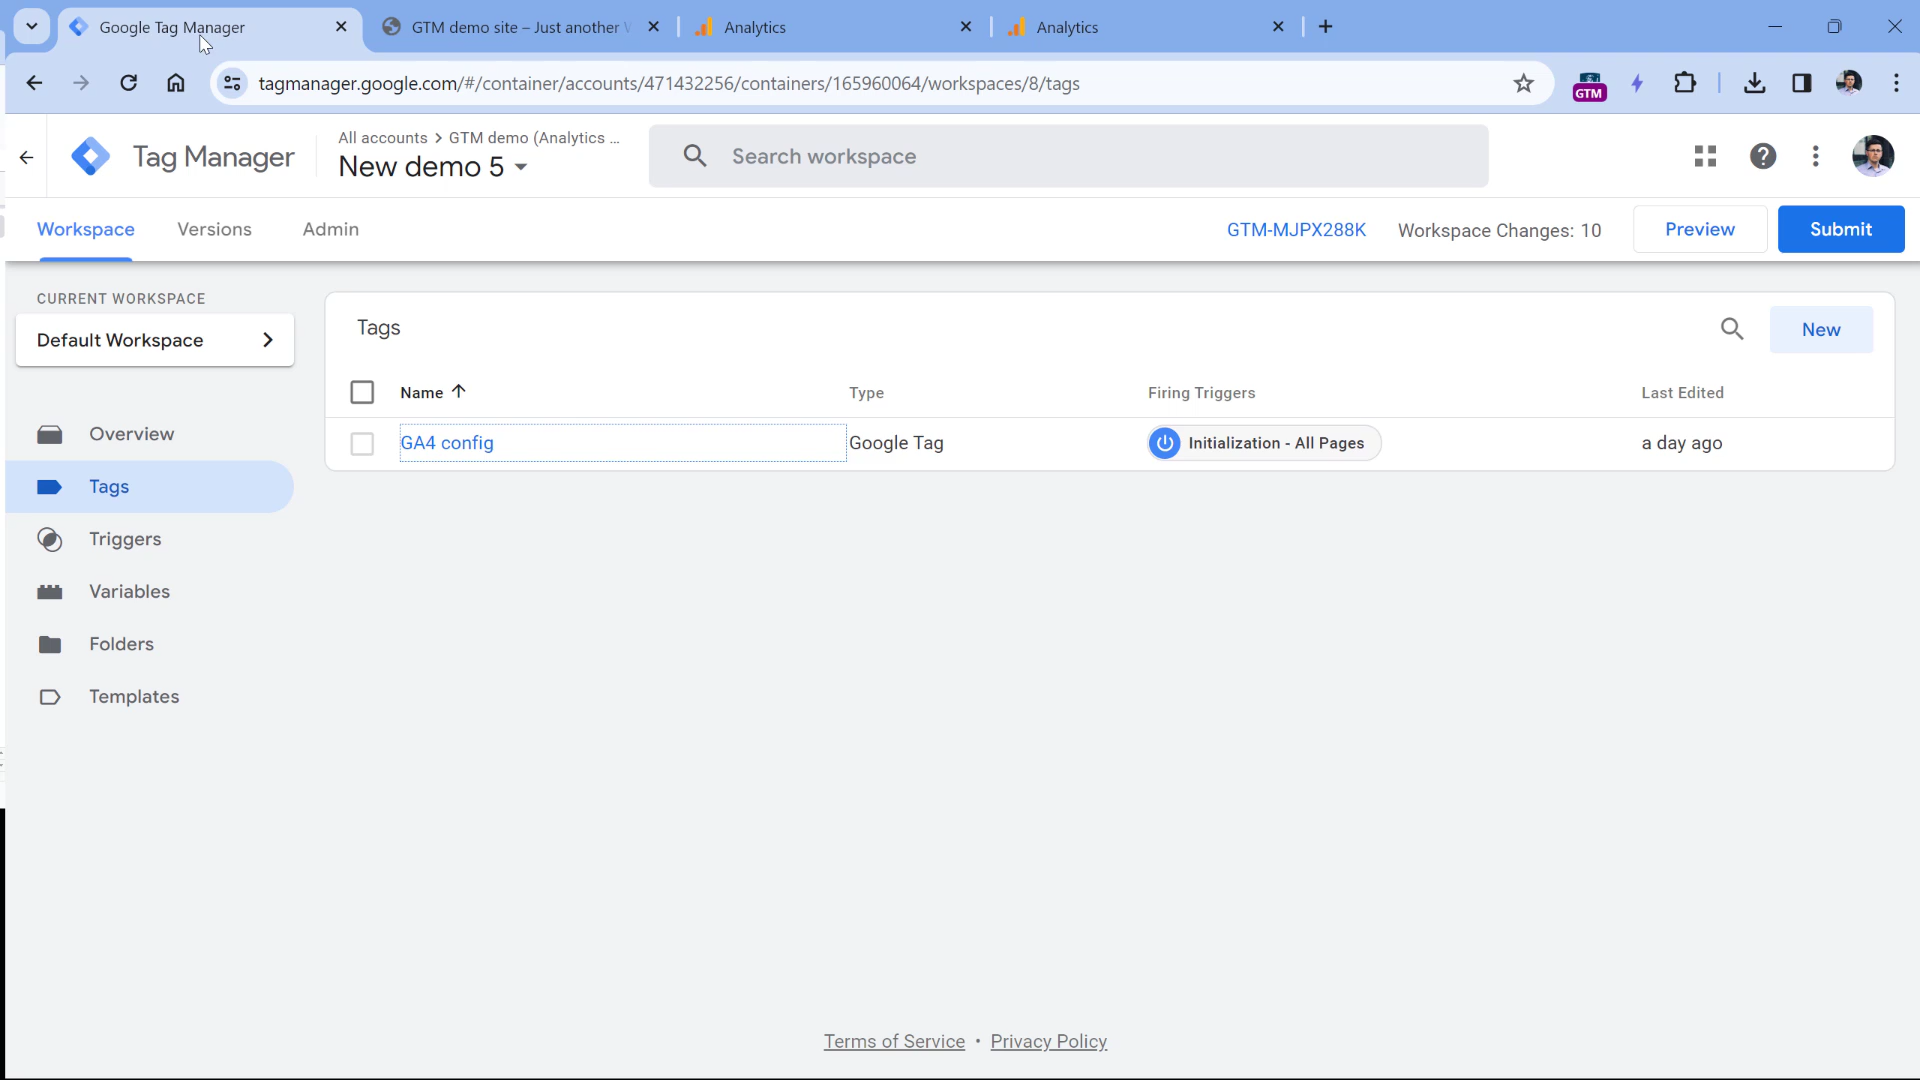 Google Tag Manager
GTM demo site – Just another
Analytics
Analytics
tagmanager.google.com/#/container/accounts/471432256/containers/165960064/workspaces/8/tags
GTM
Tag Manager
All accounts > GTM demo (Analytics ...
New demo 5
Search workspace
Workspace
Versions
Admin
GTM-MJPX288K
Workspace Changes: 10
Preview
Submit
CURRENT WORKSPACE
Default Workspace
Overview
Tags
Triggers
Variables
Folders
Templates
Tags
New
Name
Type
Firing Triggers
Last Edited
GA4 config
Google Tag
Initialization - All Pages
a day ago
Terms of Service • Privacy Policy